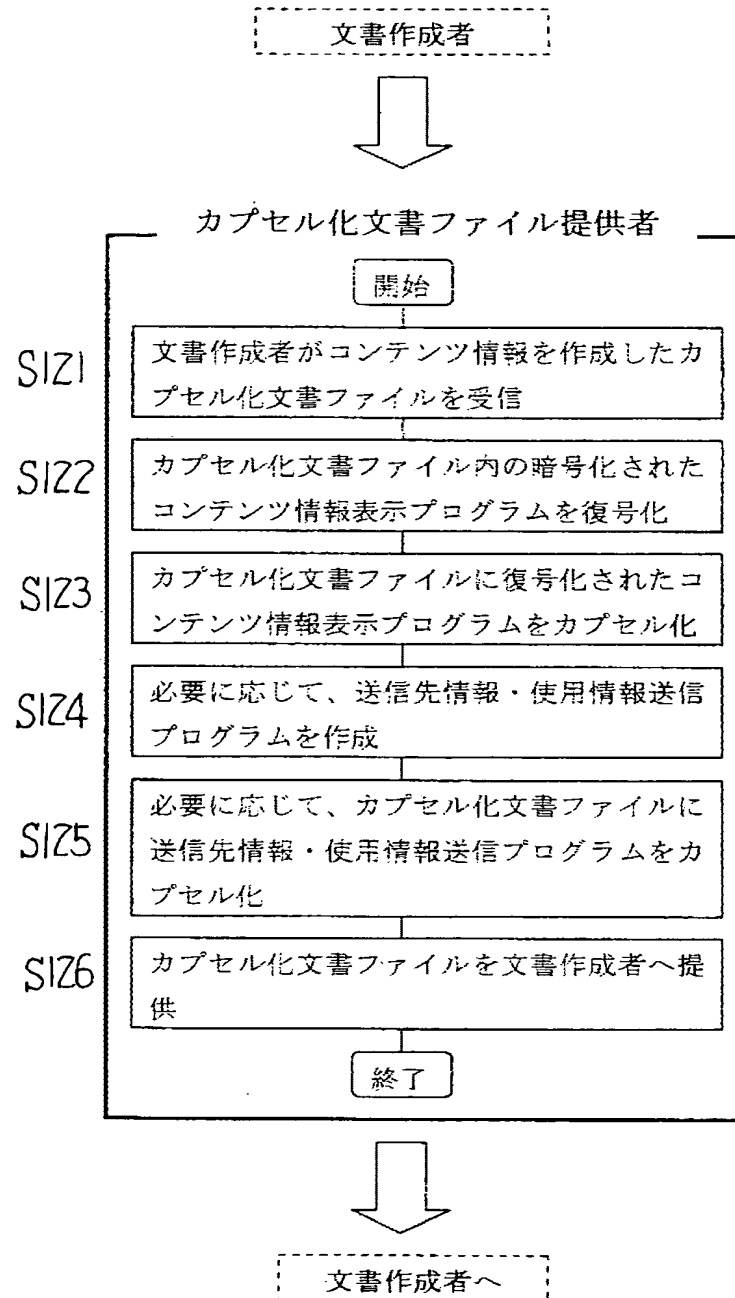 文書作成者
カプセル化文書ファイル提供者
開始
S121
文書作成者がコンテンツ情報を作成したカ
プセル化文書ファイルを受信
S122
カプセル化文書ファイル内の暗号化された
コンテンツ情報表示プログラムを復号化
S123
カプセル化文書ファイルに復号化されたコ
ンテンツ情報表示プログラムをカプセル化
S124
必要に応じて、送信先情報・使用情報送信
プログラムを作成
S125
必要に応じて、カプセル化文書ファイルに
送信先情報・使用情報送信プログラムをカ
プセル化
S126
カプセル化文書ファイルを文書作成者へ提
供
終了
文書作成者へ